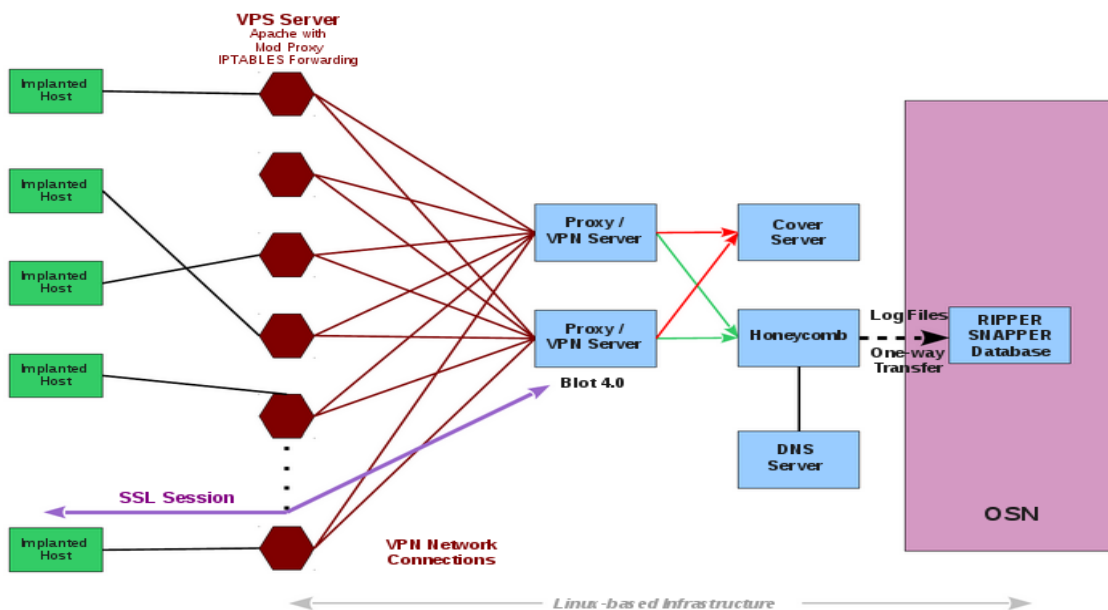 VPS Server
Apache with
Mod Proxy
IPTABLES Forwarding
Implanted
Host
Implanted
Host
Implanted
Host
Implanted
Host
Implanted
Host
Proxy /
VPN Server
Proxy /
VPN Server
Blot 4.0
Cover
Server
Honeycomb
DNS
Server
Log Files
One-way
Transfer
RIPPER
SNAPPER
Database
OSN
SSL Session
VPN Network
Connections
Linux-based Infrastructure